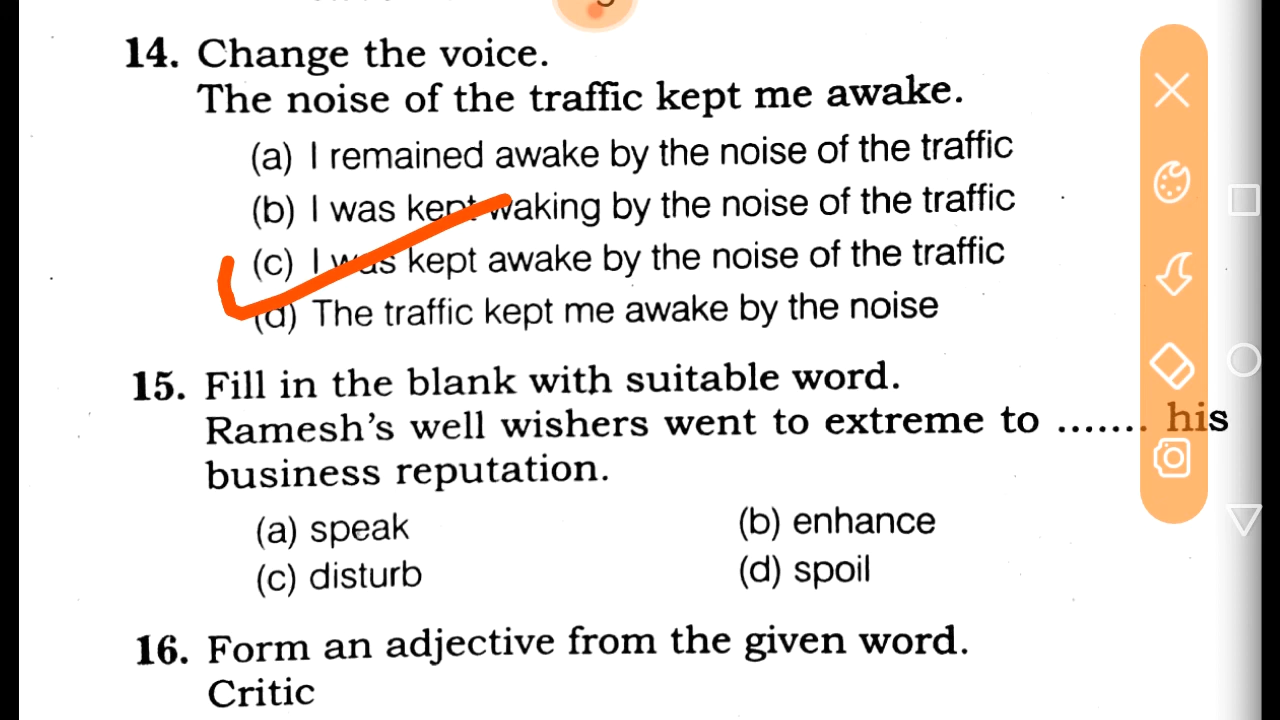 14. Change the voice.
The noise of the traffic kept me awake.
(a) I remained awake by the noise of the traffic
(b) I was kept waking by the noise of the traffic
(c) I was kept awake by the noise of the traffic
(d) The traffic kept me awake by the noise
15. Fill in the blank with suitable word.
Ramesh's well wishers went to extreme to ....... his
business reputation.
(a) speak (b) enhance
(c) disturb (d) spoil
16. Form an adjective from the given word.
Critic